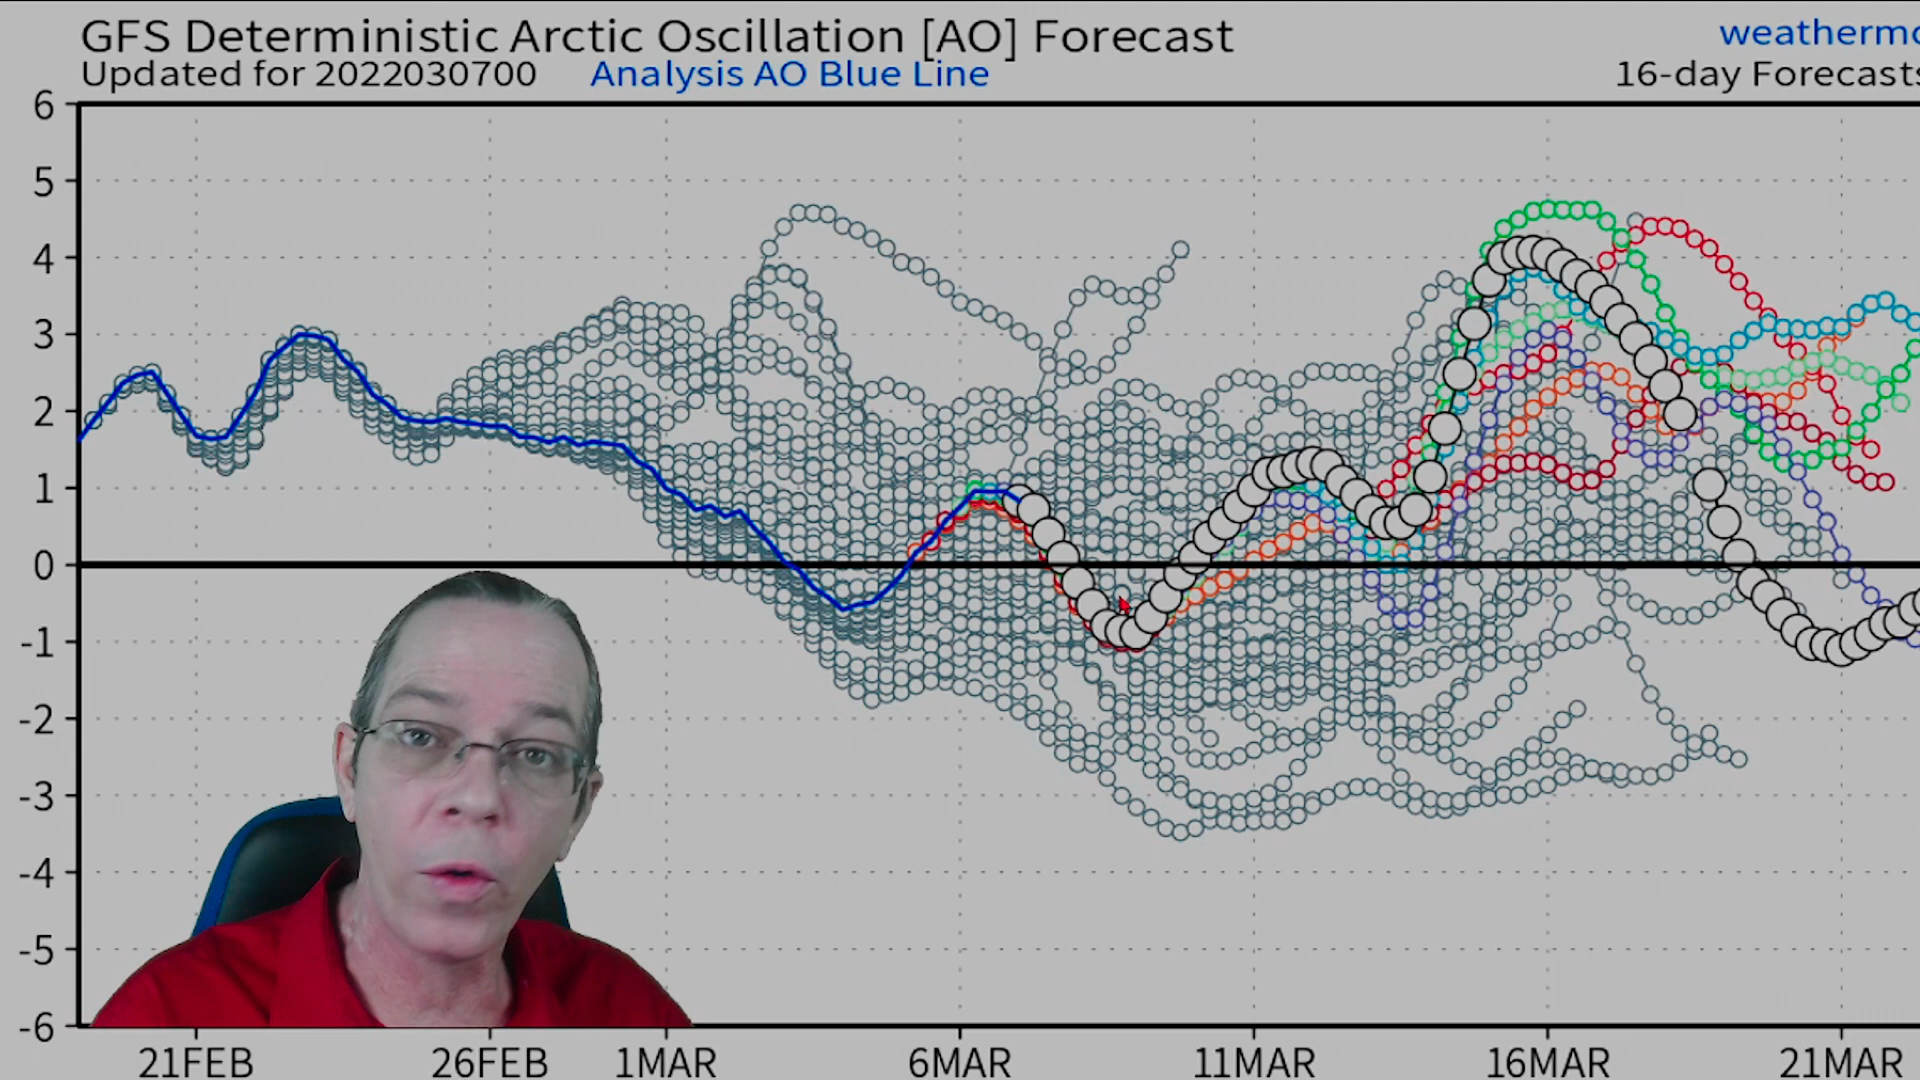 GFS Deterministic Arctic Oscillation [AO] Forecast
weathermo
Updated for 2022030700
Analysis AO Blue Line
16-day Forecasts
6
5
4
3
2
1
0
-1
-2
-3
-4
-5
-6
21FEB
26FEB
1MAR
6MAR
11MAR
16MAR
21MAR